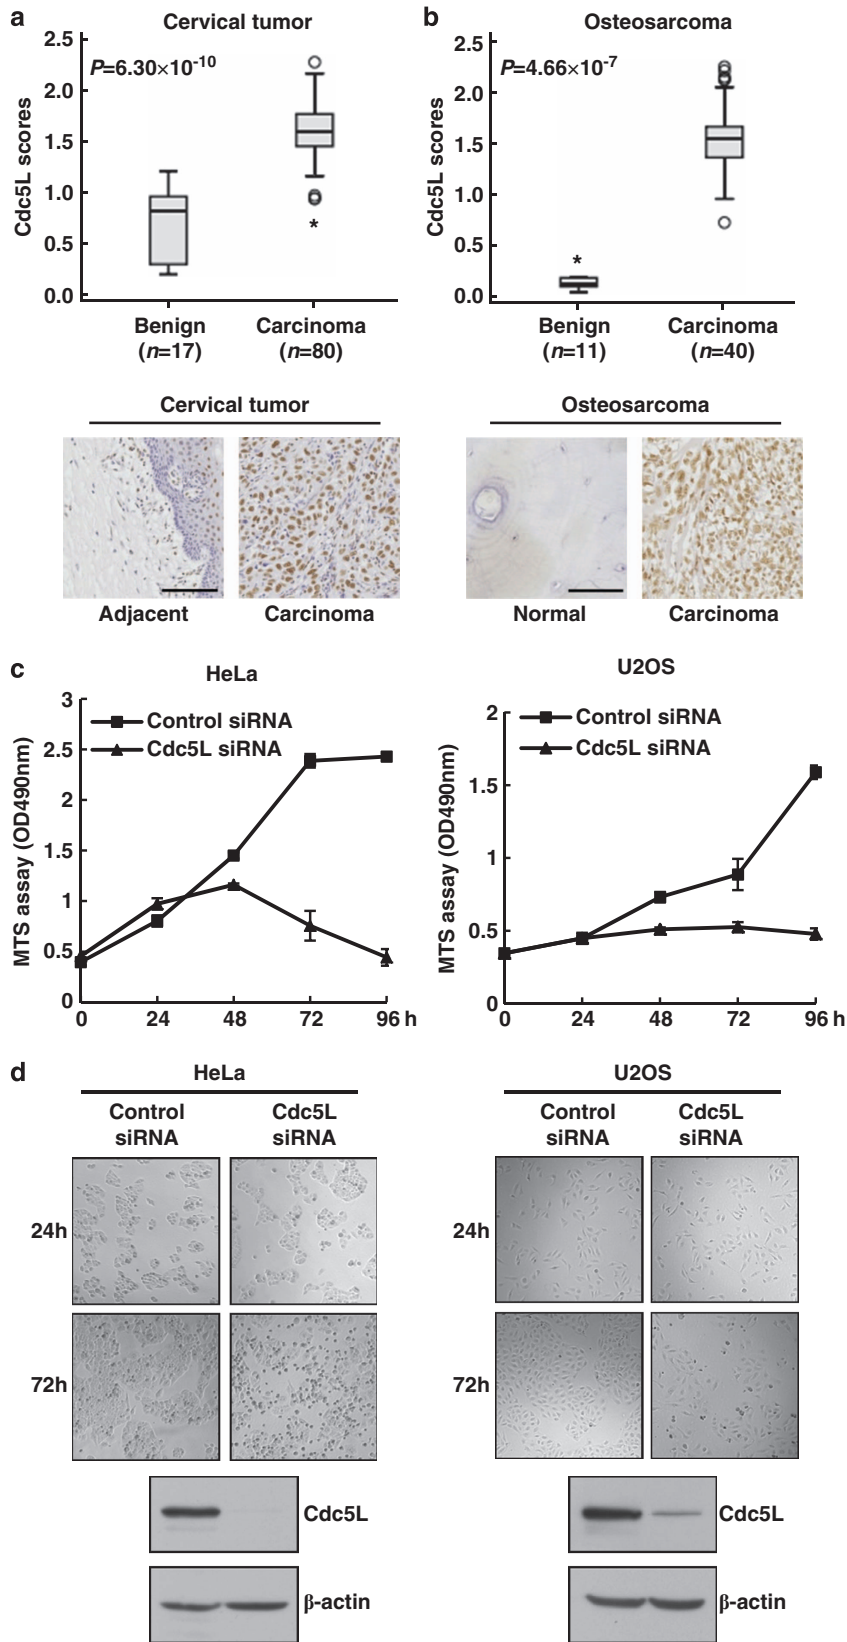 a
Cervical tumor
P=6.30×10-10
Cdc5L scores
2.5
2.0
1.5
1.0
0.5
0.0
*
Benign
(n=17)
Carcinoma
(n=80)
b
Osteosarcoma
P=4.66×10-7
Cdc5L scores
2.5
2.0
1.5
1.0
0.5
0.0
*
Benign
(n=11)
Carcinoma
(n=40)
Cervical tumor
Adjacent
Carcinoma
Osteosarcoma
Normal
Carcinoma
c
HeLa
Control siRNA
Cdc5L siRNA
MTS assay (OD490nm)
3
2.5
2
1.5
1
0.5
0
0 24 48 72 96 h
U2OS
Control siRNA
Cdc5L siRNA
MTS assay (OD490nm)
2
1.5
1
0.5
0
0 24 48 72 96 h
d
HeLa
Control
siRNA
Cdc5L
siRNA
24h
72h
Cdc5L
β-actin
U2OS
Control
siRNA
Cdc5L
siRNA
24h
72h
Cdc5L
β-actin